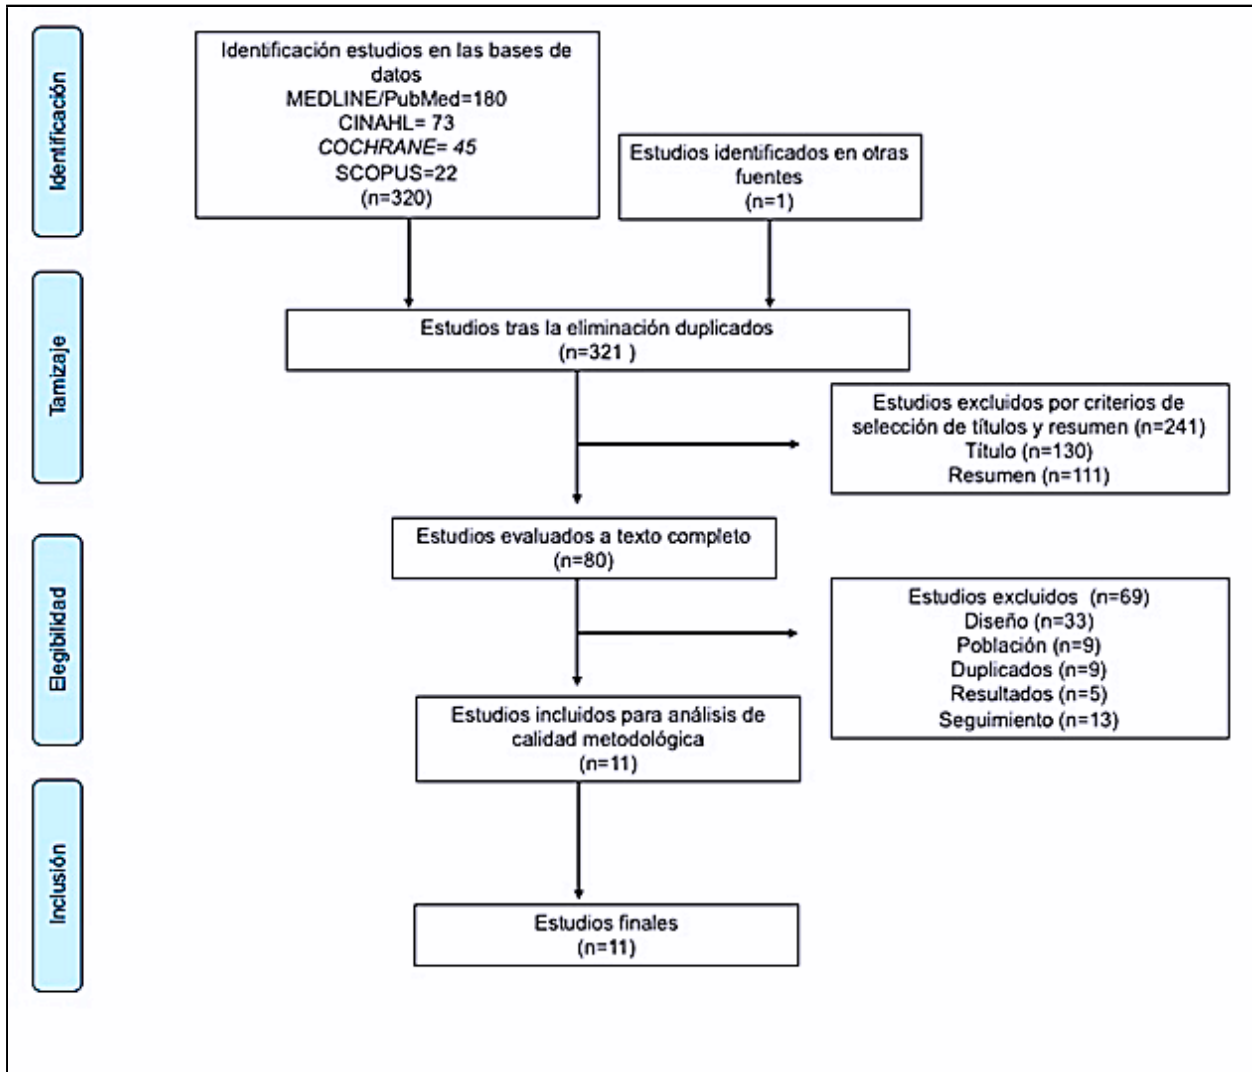 Identificación
Identificación estudios en las bases de
datos
MEDLINE/PubMed=180
CINAHL= 73
COCHRANE= 45
SCOPUS=22
(n=320)
Estudios identificados en otras
fuentes
(n=1)
Tamizaje
Estudios tras la eliminación duplicados
(n=321 )
Estudios excluidos por criterios de
selección de títulos y resumen (n=241)
Título (n=130)
Resumen (n=111)
Elegibilidad
Estudios evaluados a texto completo
(n=80)
Estudios excluidos (n=69)
Diseño (n=33)
Población (n=9)
Duplicados (n=9)
Resultados (n=5)
Seguimiento (n=13)
Estudios incluidos para análisis de
calidad metodológica
(n=11)
Inclusión
Estudios finales
(n=11)